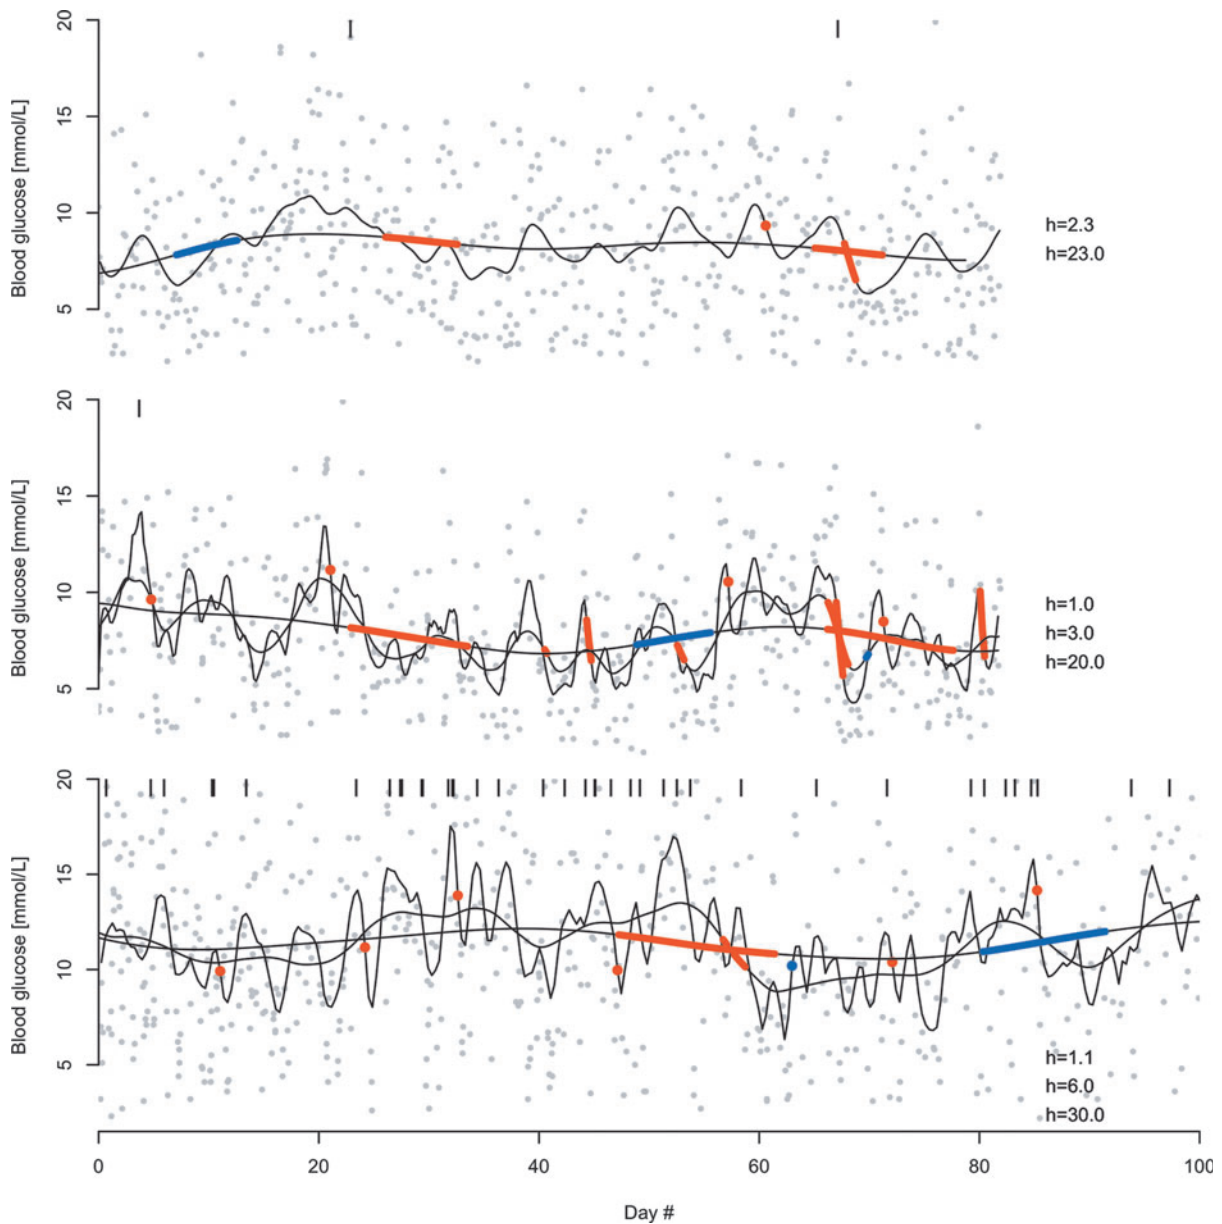 20
15
10
5
Blood glucose [mmol/L]
h=2.3
h=23.0
20
15
10
5
Blood glucose [mmol/L]
h=1.0
h=3.0
h=20.0
20
15
10
5
Blood glucose [mmol/L]
h=1.1
h=6.0
h=30.0
0 20 40 60 80 100
Day #